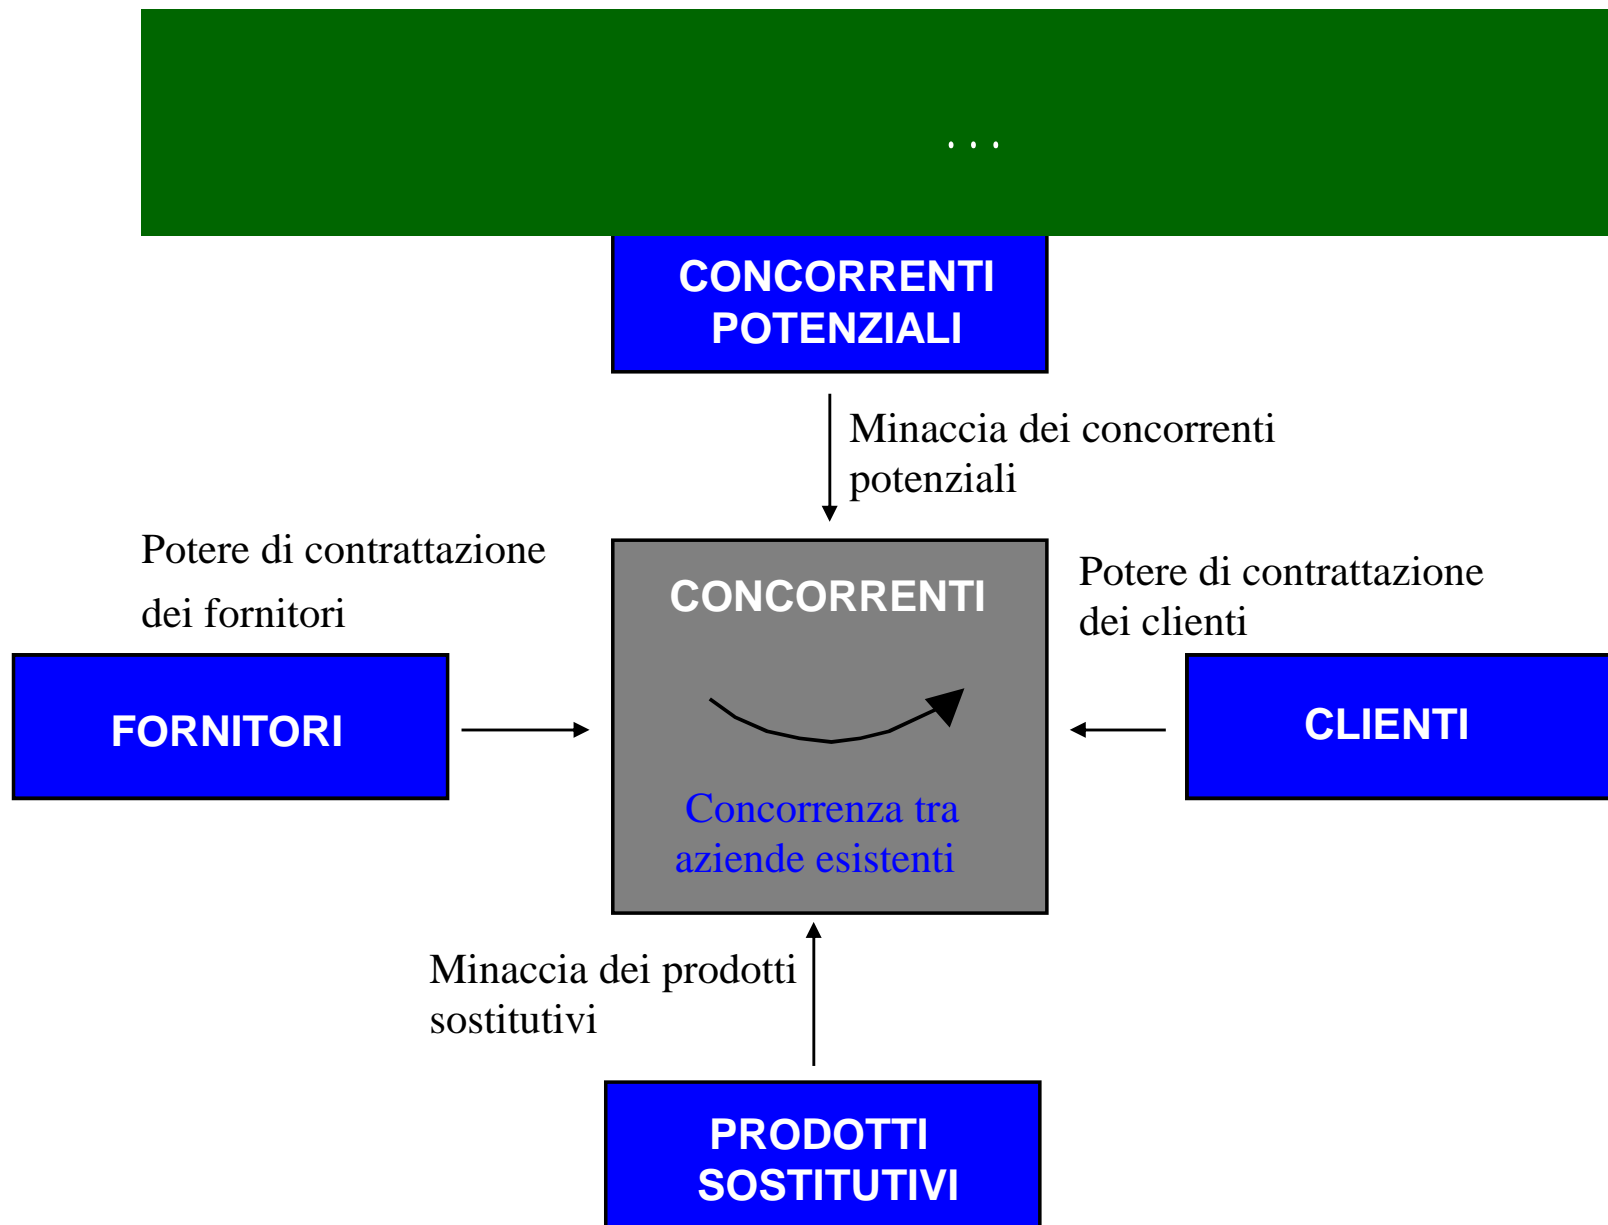 ...
CONCORRENTI
POTENZIALI
Minaccia dei concorrenti
potenziali
Potere di contrattazione
dei fornitori
CONCORRENTI
Potere di contrattazione
dei clienti
FORNITORI
CLIENTI
Concorrenza tra
aziende esistenti
Minaccia dei prodotti
sostitutivi
PRODOTTI
SOSTITUTIVI